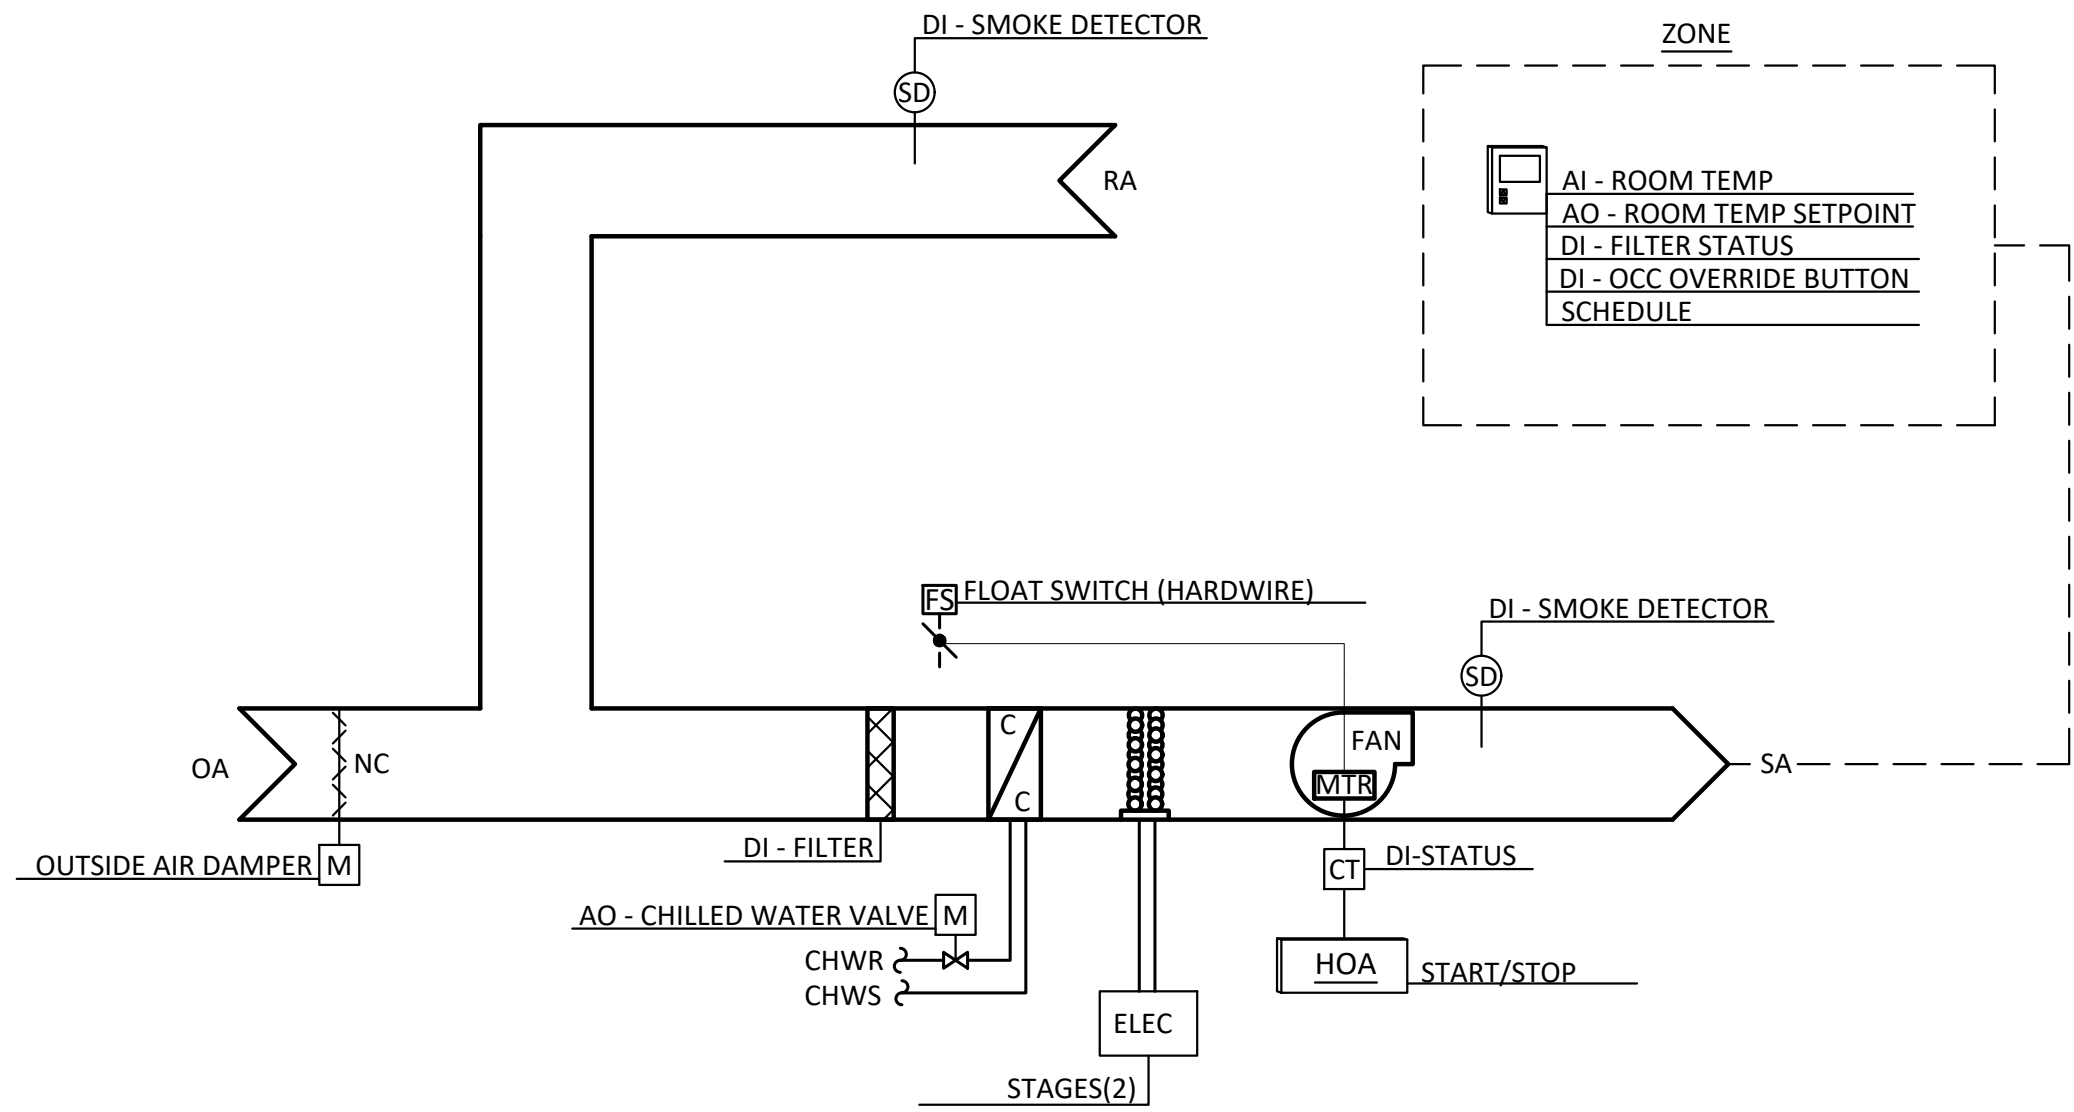 DI - SMOKE DETECTOR
SD
RA
ZONE
AI - ROOM TEMP
AO - ROOM TEMP SETPOINT
DI - FILTER STATUS
DI - OCC OVERRIDE BUTTON
SCHEDULE
FS
FLOAT SWITCH (HARDWIRE)
DI - SMOKE DETECTOR
SD
OA
NC
C
C
FAN
MTR
SA
OUTSIDE AIR DAMPER
M
DI - FILTER
CT
DI-STATUS
AO - CHILLED WATER VALVE
M
CHWR
CHWS
HOA
START/STOP
ELEC
STAGES(2)